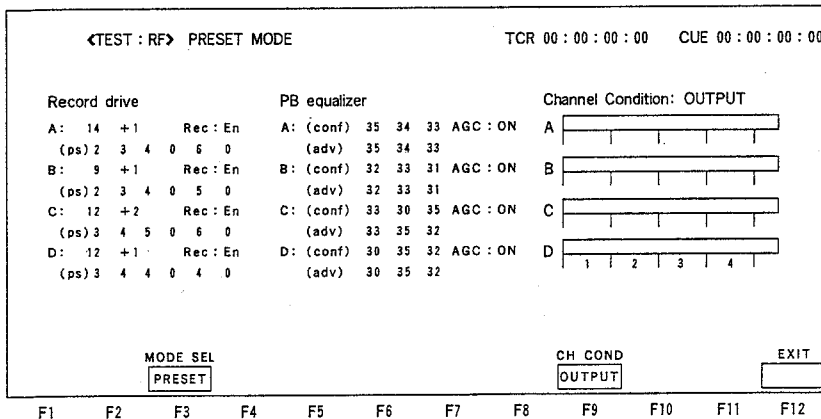 <TEST : RF> PRESET MODE TCR 00 : 00 : 00 : 00 CUE 00 : 00 : 00 : 00
Record drive PB equalizer Channel Condition: OUTPUT
A: 14 +1 Rec : En A: (conf) 35 34 33 AGC : ON A
(ps) 2 3 4 0 6 0 (adv) 35 34 33
B: 9 +1 Rec : En B: (conf) 32 33 31 AGC : ON B
(ps) 2 3 4 0 5 0 (adv) 32 33 31
C: 12 +2 Rec : En C: (conf) 33 30 35 AGC : ON C
(ps) 3 4 5 0 6 0 (adv) 33 35 32
D: 12 +1 Rec : En D: (conf) 30 35 32 AGC : ON D
(ps) 3 4 4 0 4 0 (adv) 30 35 32 1 2 3 4
MODE SEL CH COND EXIT
PRESET OUTPUT
F1 F2 F3 F4 F5 F6 F7 F8 F9 F10 F11 F12